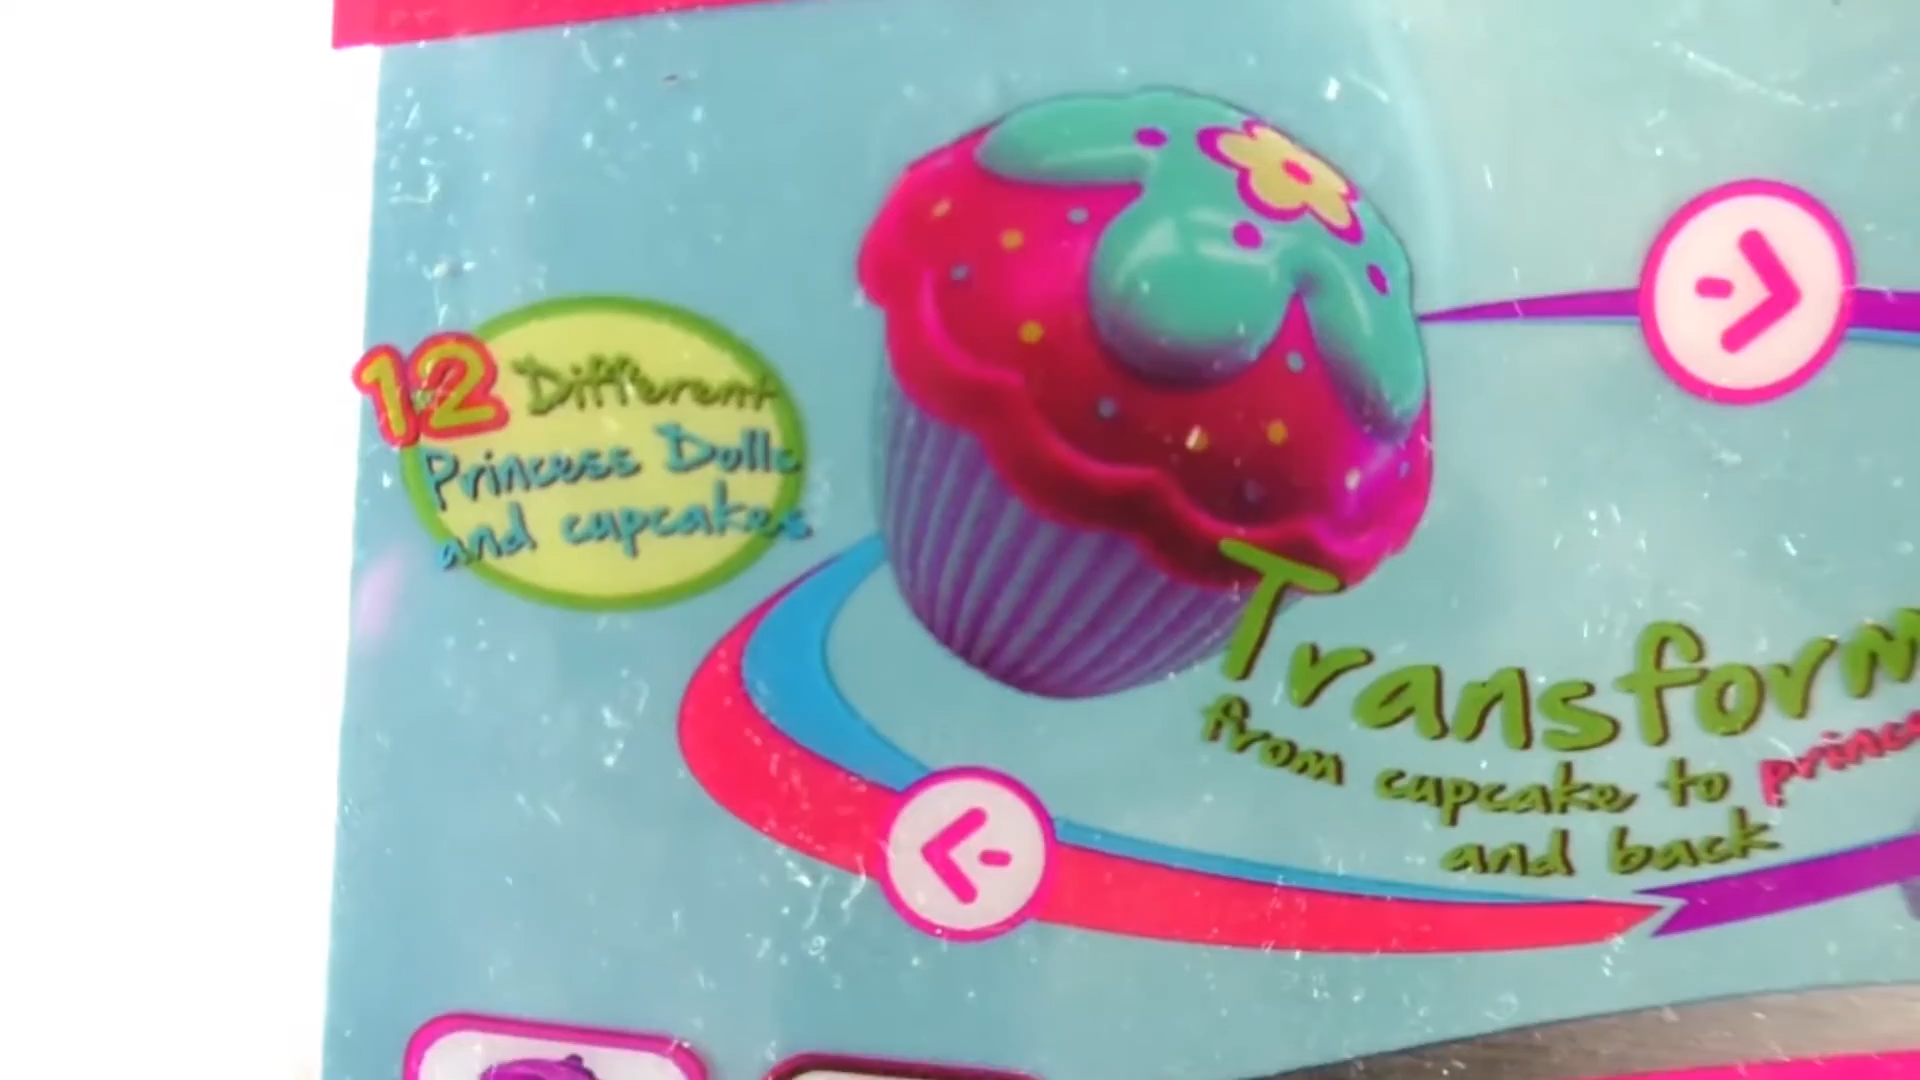 12 Different
Princess Dolls
and cupcakes
Transform
from cupcake to
and back